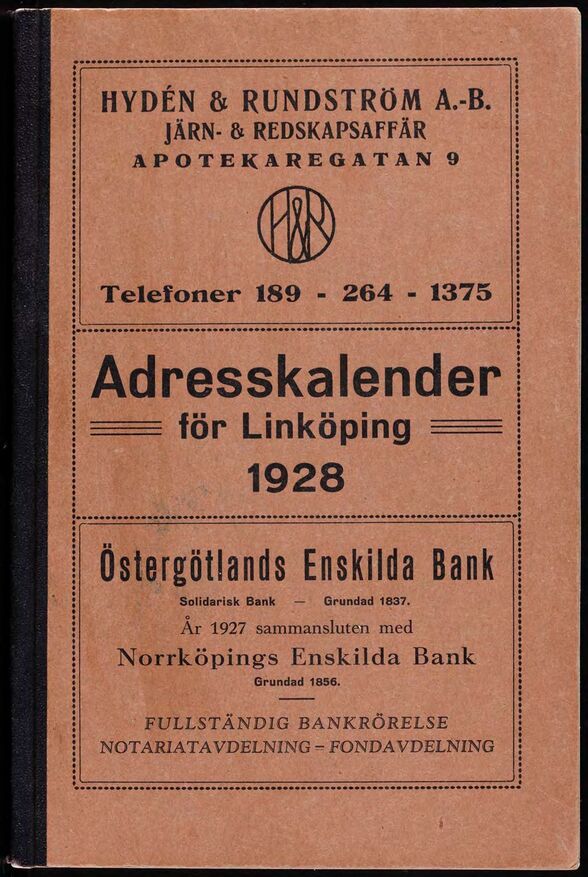 HYDÉN & RUNDSTRÖM A.-B.
JÄRN- & REDSKAPSAFFÄR
APOTEKAREGATAN 9
H&R
Telefoner 189 - 264 - 1375
Adresskalender
för Linköping
1928
Östergötlands Enskilda Bank
Solidarisk Bank — Grundad 1837.
År 1927 sammansluten med
Norrköpings Enskilda Bank
Grundad 1856.
FULLSTÄNDIG BANKRÖRELSE
NOTARIATAVDELNING – FONDAVDELNING